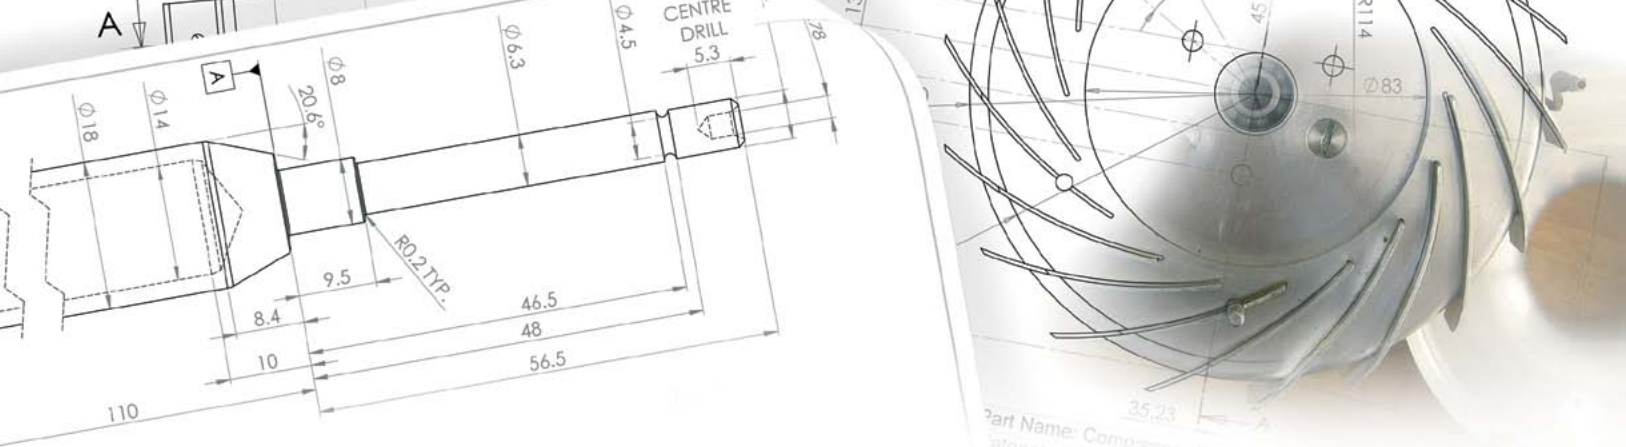 A
A
Ø18
Ø14
20.6°
Ø8
Ø6.3
Ø4.5
CENTRE
DRILL
5.3
78
R0.2 TYP.
9.5
8.4
10
46.5
48
56.5
110
45
R114
Ø83
35.23
A
Part Name: